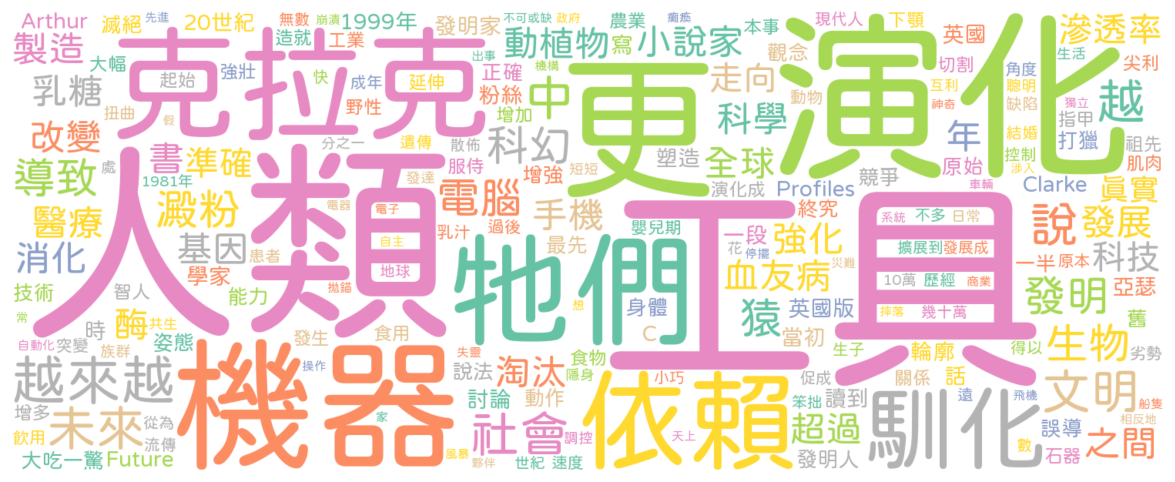 Arthur 滅絕 20世紀 先進 崩潰 無數 1999年 發明家 不可或缺 政府 農業 癱瘓 本事 現代人 下顎 英國 滲透率
製造 大幅 造就 工業 動植物 寫 小說家 觀念 切割 角度 生活 尖利
克拉克 更 演化
起始 強壯 快 成年 延伸 正確 出事 機構 走向 動物 互利 聰明
乳糖 扭曲 假 野性 粉絲 增加 中 科學 神奇 缺陷 獨立 越
改變 書 準確 分之一 遺傳 散佈 科幻 塑造 全球 年 結婚 指甲 打獵 祖先
導致 處 1981年 發達 服侍 增強 短短 演化成 競爭 原始 控制 涉入 肌肉
人類 電器 電子 電腦 乳汁 過後 手機 Profiles 終究 車輛 Clarke 真實
醫療 澱粉 基因 患者 自主 最先 嬰兒期 一段 花 停擺 強化 系統 不多 日常 說 發展
消化 學家 地球 牠們 工具 災難 擴展到 發展成 一半 原本 科技
技術 智人 能力 拋錨 想 身體 血友病 英國版 10萬 歷經 商業 發明 亞瑟
常 時 酶 共生 姿態 發生 食用 C 猿 當初 摔落 幾十萬 舊
自動化 突變 族群 操作 失靈 食物 隱身 生子 輪廓 得以 生物 劣勢
越來越 機器 說法 淘汰 小巧 依賴 促成 關係 話 文明
增多 未來 從為 家 討論 動作 笨拙 讀到 馴化 遠 飛機 船隻
飲用 流傳 社會 調控 天上 超過 數 誤導 相反地 之間
大吃一驚 Future 風暴 夥伴 世紀 速度 發明人 石器